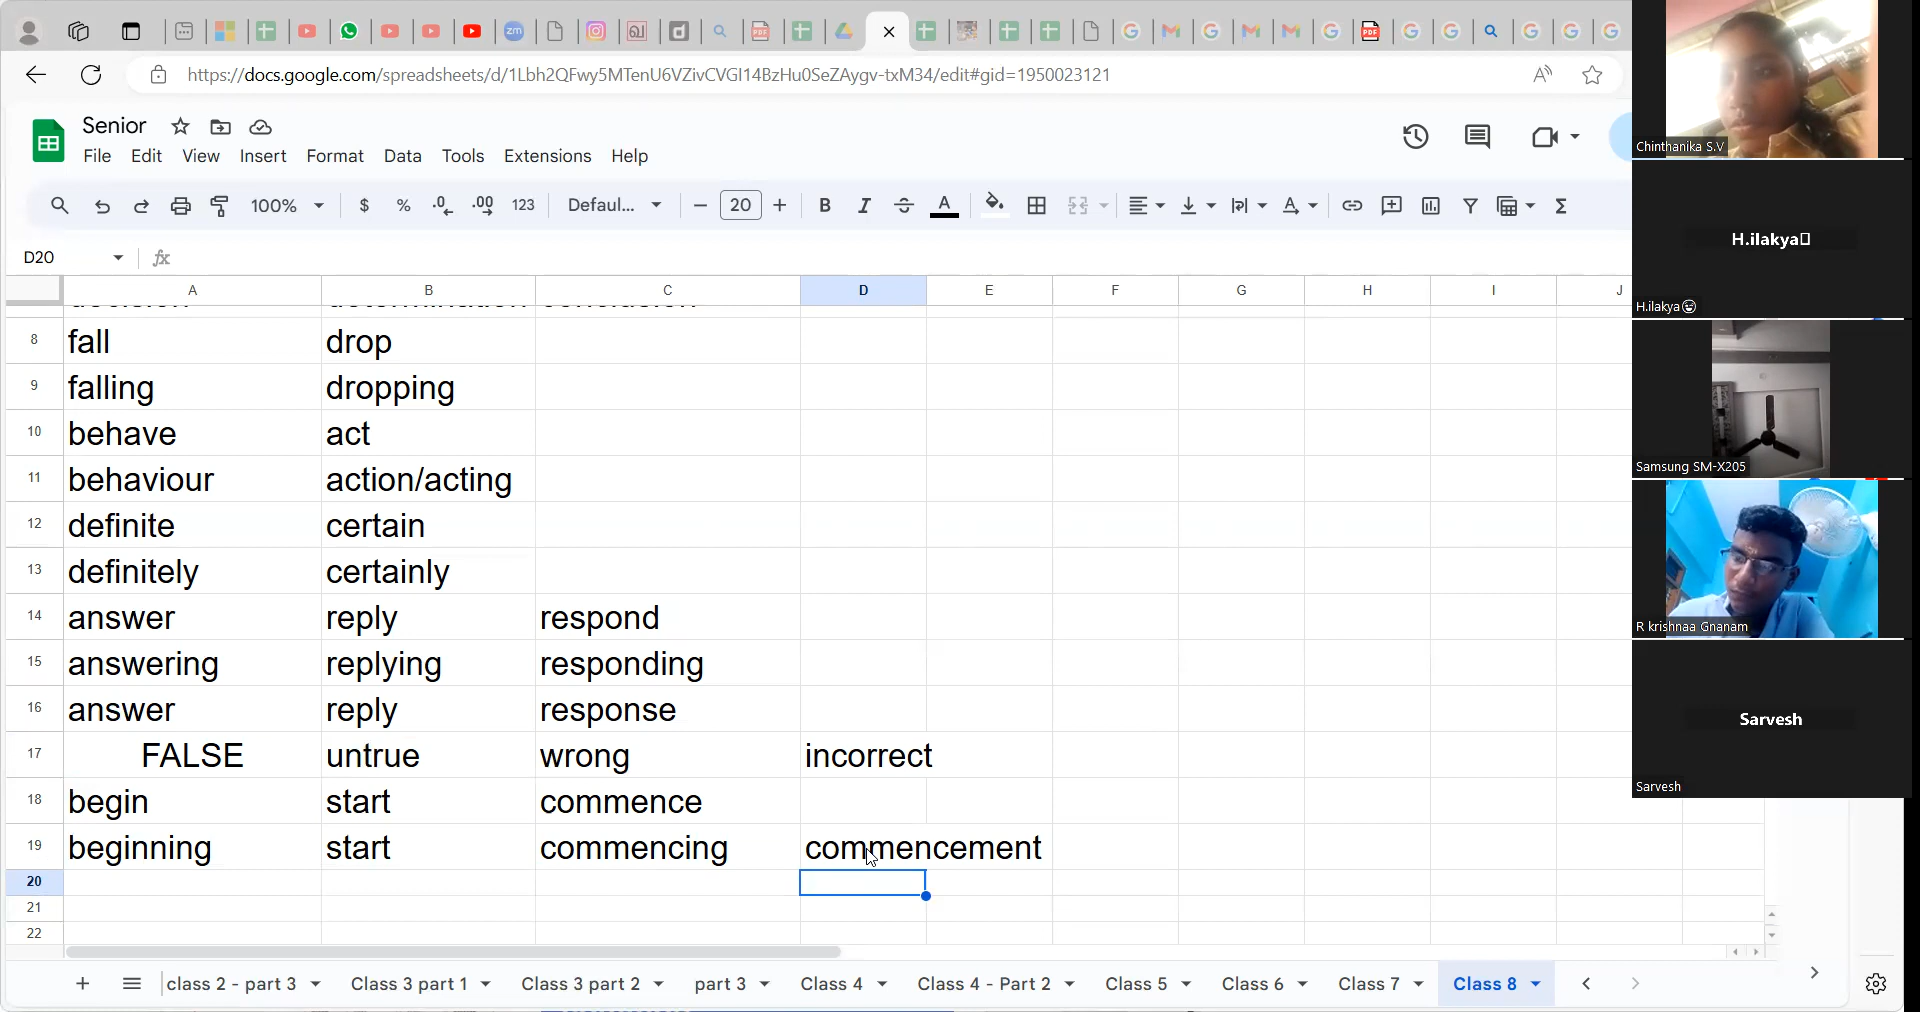 https://docs.google.com/spreadsheets/d/1Lbh2QFwy5MTenU6VZivCVGI14BzHu0SeZAygv-txM34/edit#gid=1950023121
Senior
File Edit View Insert Format Data Tools Extensions Help
100% $ % .0 .00 123 Defaul... 20 B I A
D20 fx
A B C D E F G H I J
decision determination conclusion
8 fall drop
9 falling dropping
10 behave act
11 behaviour action/acting
12 definite certain
13 definitely certainly
14 answer reply respond
15 answering replying responding
16 answer reply response
17 FALSE untrue wrong incorrect
18 begin start commence
19 beginning start commencing commencement
20
21
22
class 2 - part 3 Class 3 part 1 Class 3 part 2 part 3 Class 4 Class 4 - Part 2 Class 5 Class 6 Class 7 Class 8
Chinthanika S.V
H.ilakya
H.ilakya😀
Samsung SM-X205
R krishnaa Gnanam
Sarvesh
Sarvesh